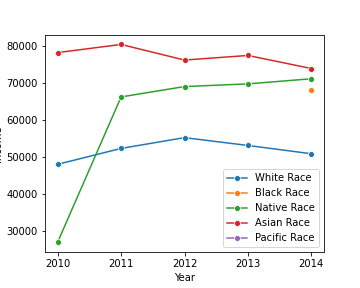 80000
70000
60000
50000
40000
30000
2010 2011 2012 2013 2014
Year
White Race
Black Race
Native Race
Asian Race
Pacific Race